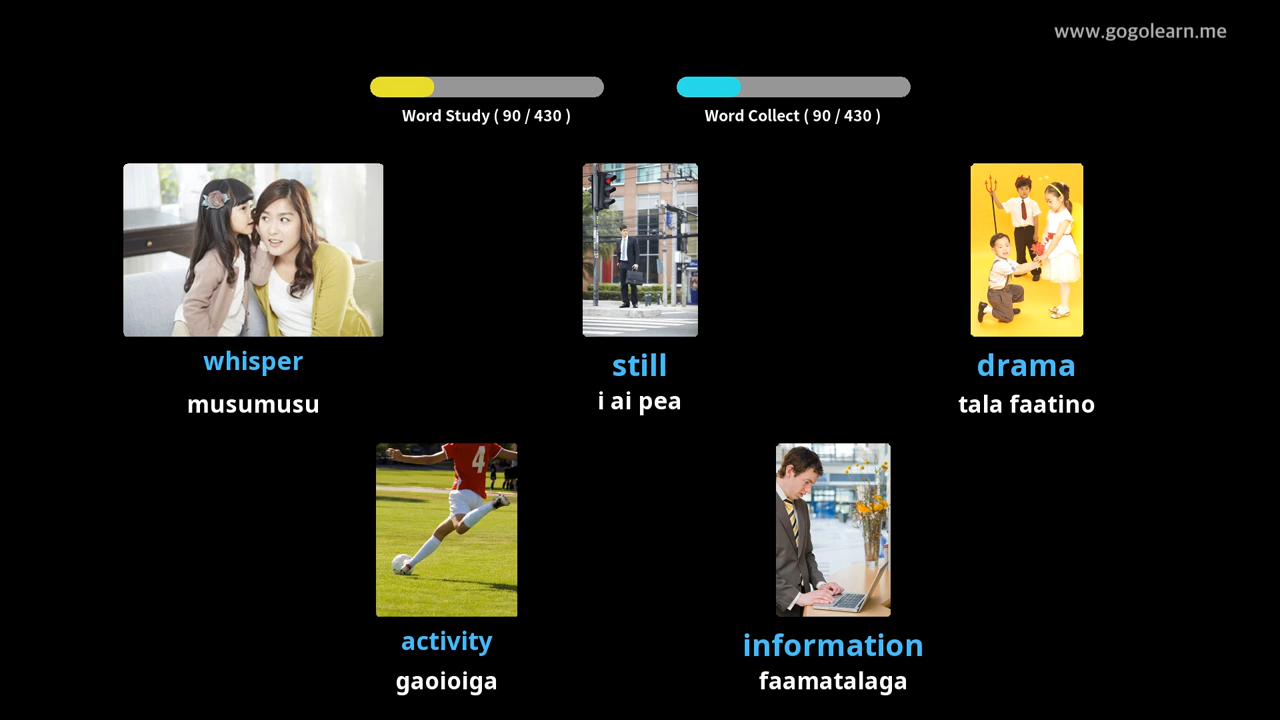 www.gogolearn.me
Word Study ( 90 / 430 )
Word Collect ( 90 / 430 )
whisper
musumusu
still
i ai pea
drama
tala faatino
4
activity
gaoioiga
information
faamatalaga